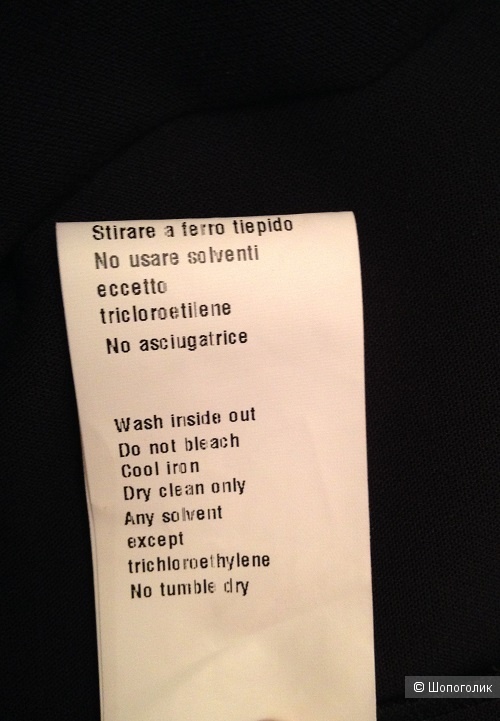 Stirare a ferro tiepido
No usare solventi
eccetto
tricloroetilene
No asciugatrice
Wash inside out
Do not bleach
Cool iron
Dry clean only
Any solvent
except
trichloroethylene
No tumble dry
© Шопоголик